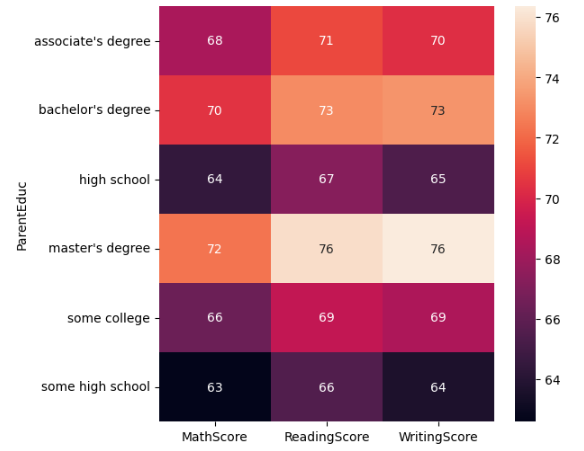 associate's degree 68 71 70
bachelor's degree 70 73 73
high school 64 67 65
master's degree 72 76 76
some college 66 69 69
some high school 63 66 64
MathScore ReadingScore WritingScore
ParentEduc
76
74
72
70
68
66
64